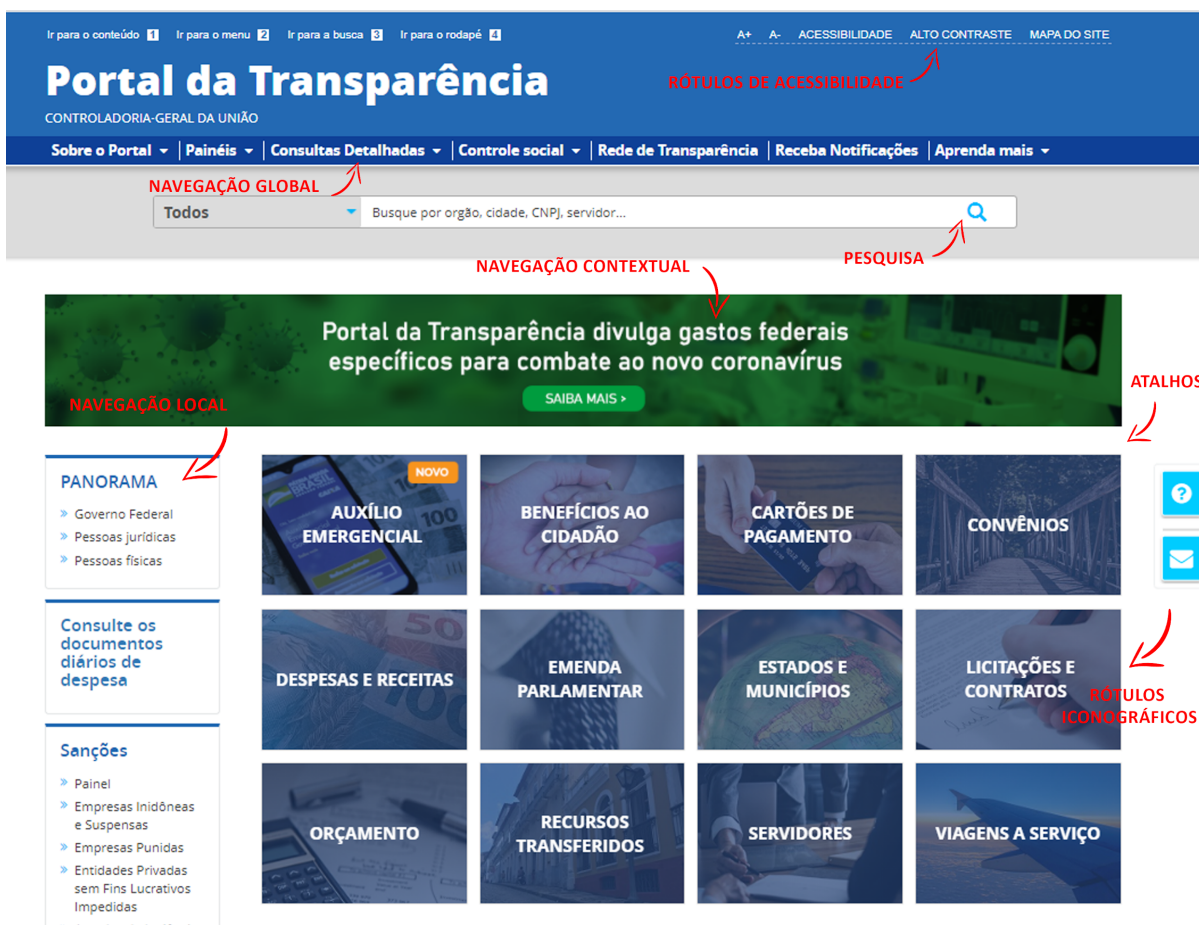 Ir para o conteúdo 1 Ir para o menu 2 Ir para a busca 3 Ir para o rodapé 4
A+ A- ACESSIBILIDADE ALTO CONTRASTE MAPA DO SITE
Portal da Transparência
RÓTULOS DE ACESSIBILIDADE
CONTROLADORIA-GERAL DA UNIÃO
Sobre o Portal Painéis Consultas Detalhadas Controle social Rede de Transparência Receba Notificações Aprenda mais
NAVEGAÇÃO GLOBAL
Todos
Busque por orgão, cidade, CNPJ, servidor...
PESQUISA
NAVEGAÇÃO CONTEXTUAL
Portal da Transparência divulga gastos federais
específicos para combate ao novo coronavírus
SAIBA MAIS >
ATALHOS
NAVEGAÇÃO LOCAL
PANORAMA
» Governo Federal
» Pessoas jurídicas
» Pessoas físicas
Consulte os
documentos
diários de
despesa
Sanções
» Painel
» Empresas Inidôneas
e Suspensas
» Empresas Punidas
» Entidades Privadas
sem Fins Lucrativos
Impedidas
NOVO
AUXÍLIO
EMERGENCIAL
BENEFÍCIOS AO
CIDADÃO
CARTÕES DE
PAGAMENTO
CONVÊNIOS
?
DESPESAS E RECEITAS
EMENDA
PARLAMENTAR
ESTADOS E
MUNICÍPIOS
LICITAÇÕES E
CONTRATOS
RÓTULOS
ICONOGRÁFICOS
ORÇAMENTO
RECURSOS
TRANSFERIDOS
SERVIDORES
VIAGENS A SERVIÇO